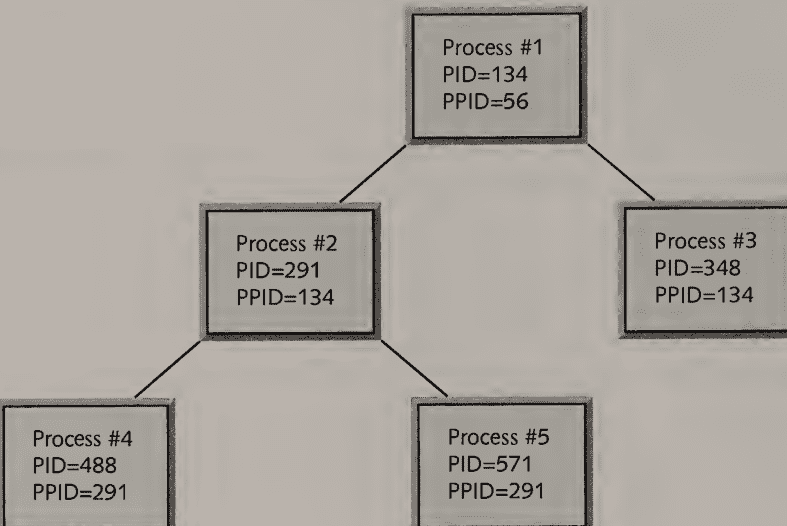 Process #1
PID=134
PPID=56
Process #2
PID=291
PPID=134
Process #3
PID=348
PPID=134
Process #4
PID=488
PPID=291
Process #5
PID=571
PPID=291